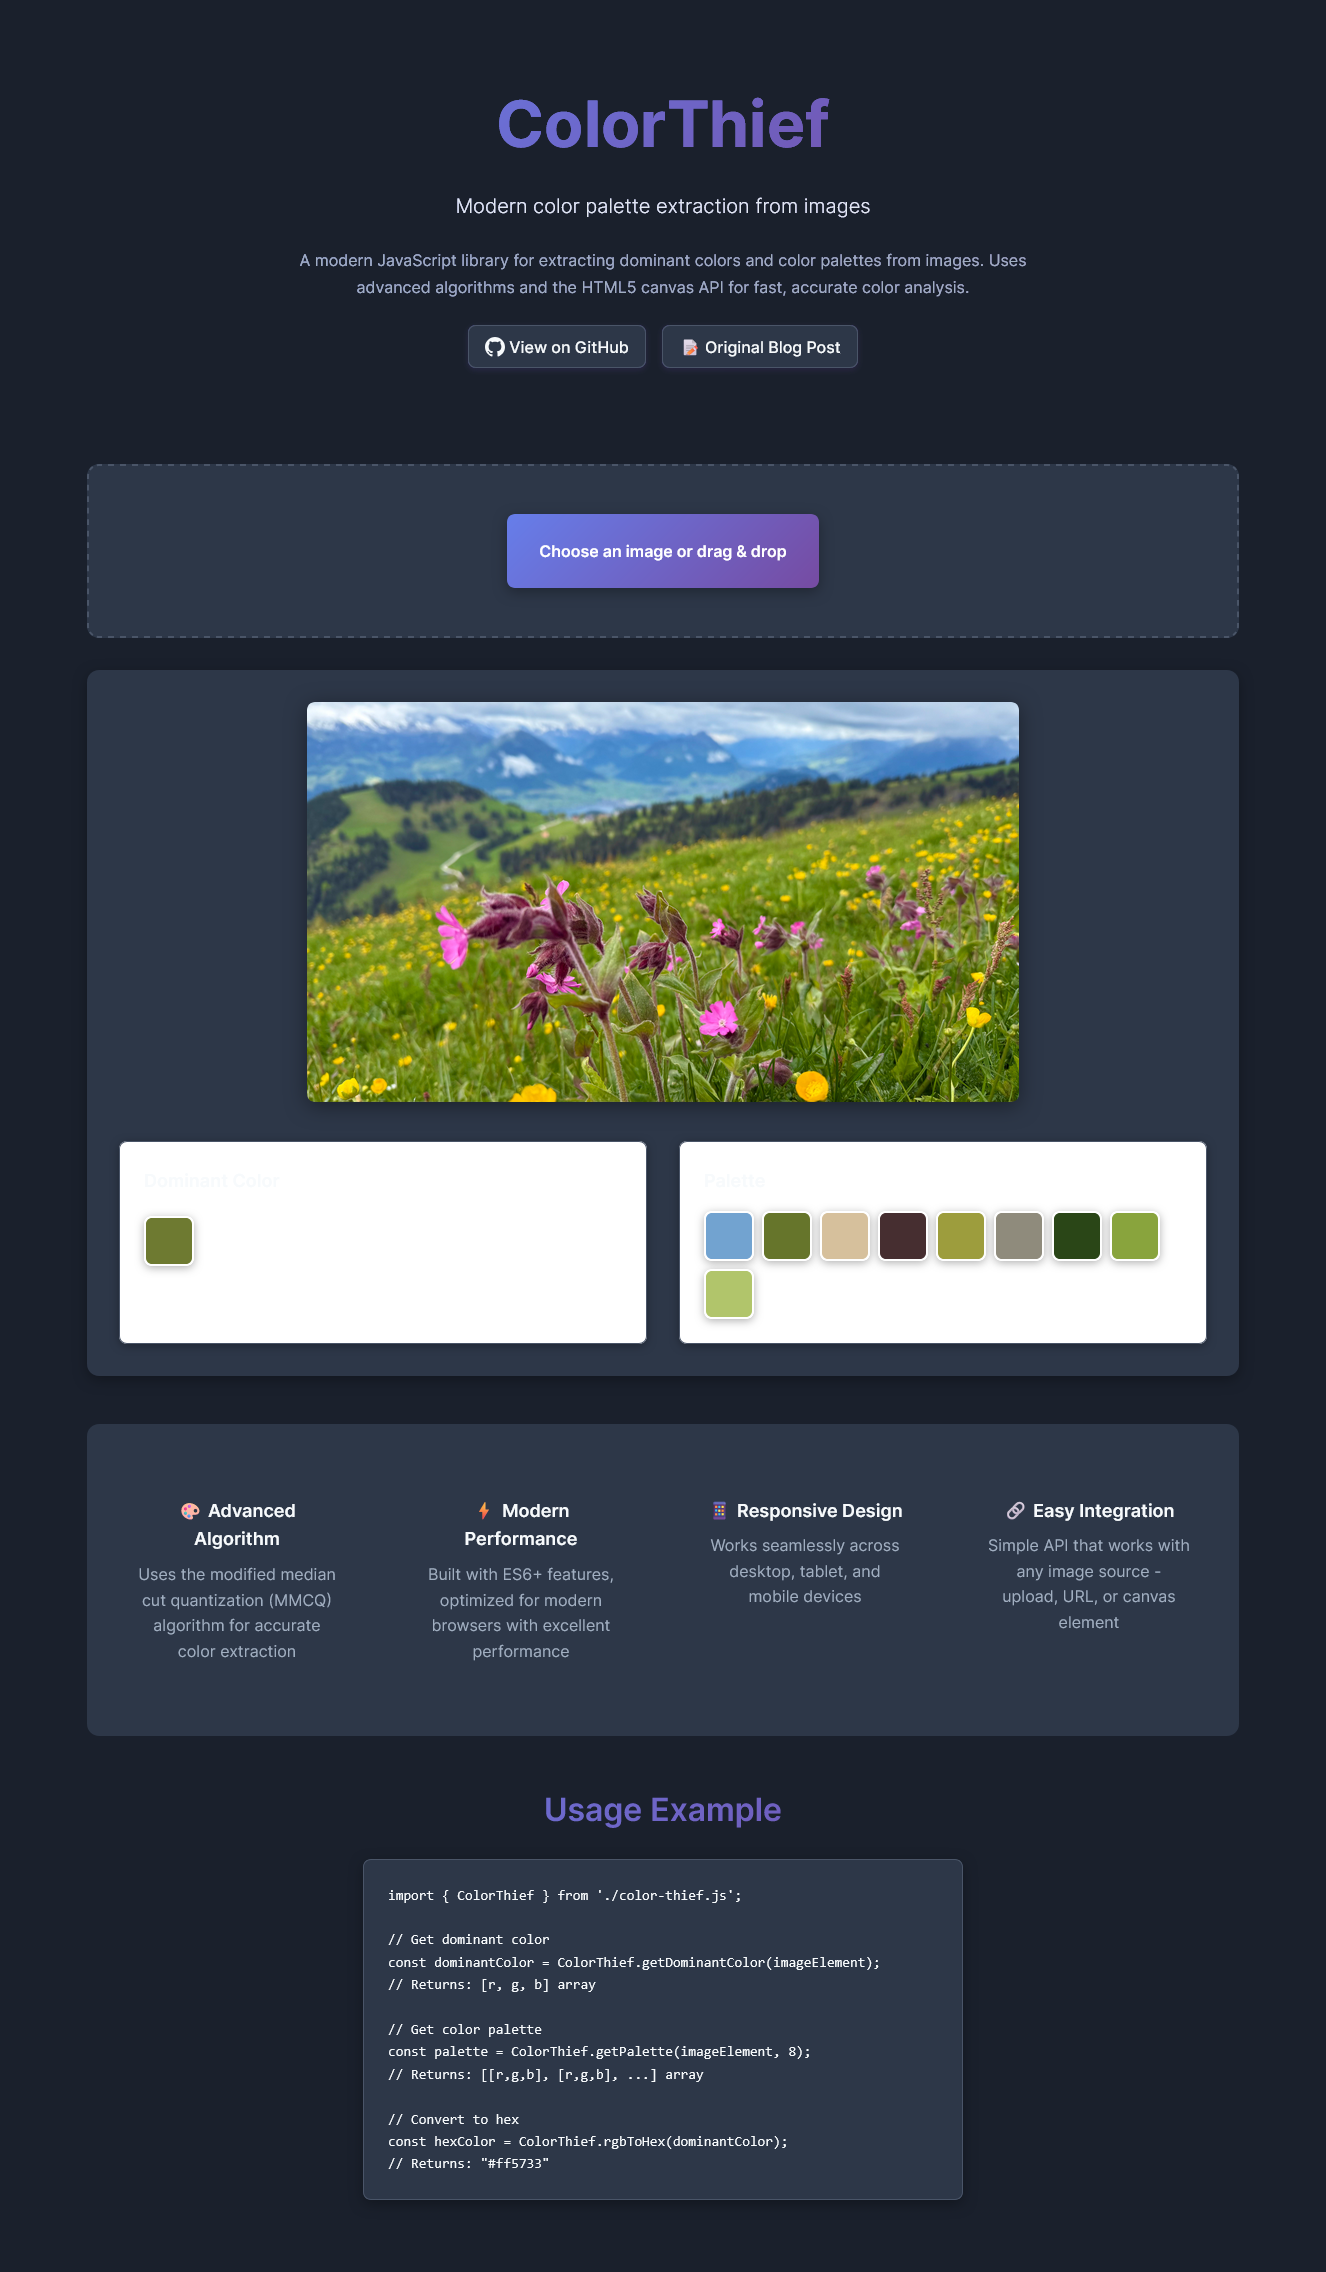 ColorThief
Modern color palette extraction from images
A modern JavaScript library for extracting dominant colors and color palettes from images. Uses
advanced algorithms and the HTML5 canvas API for fast, accurate color analysis.
View on GitHub
Original Blog Post
Choose an image or drag & drop
Dominant Color
Palette
Advanced
Algorithm
Uses the modified median
cut quantization (MMCQ)
algorithm for accurate
color extraction
Modern
Performance
Built with ES6+ features,
optimized for modern
browsers with excellent
performance
Responsive Design
Works seamlessly across
desktop, tablet, and
mobile devices
Easy Integration
Simple API that works with
any image source -
upload, URL, or canvas
element
Usage Example
import { ColorThief } from './color-thief.js';
// Get dominant color
const dominantColor = ColorThief.getDominantColor(imageElement);
// Returns: [r, g, b] array
// Get color palette
const palette = ColorThief.getPalette(imageElement, 8);
// Returns: [[r,g,b], [r,g,b], ...] array
// Convert to hex
const hexColor = ColorThief.rgbToHex(dominantColor);
// Returns: "#ff5733"